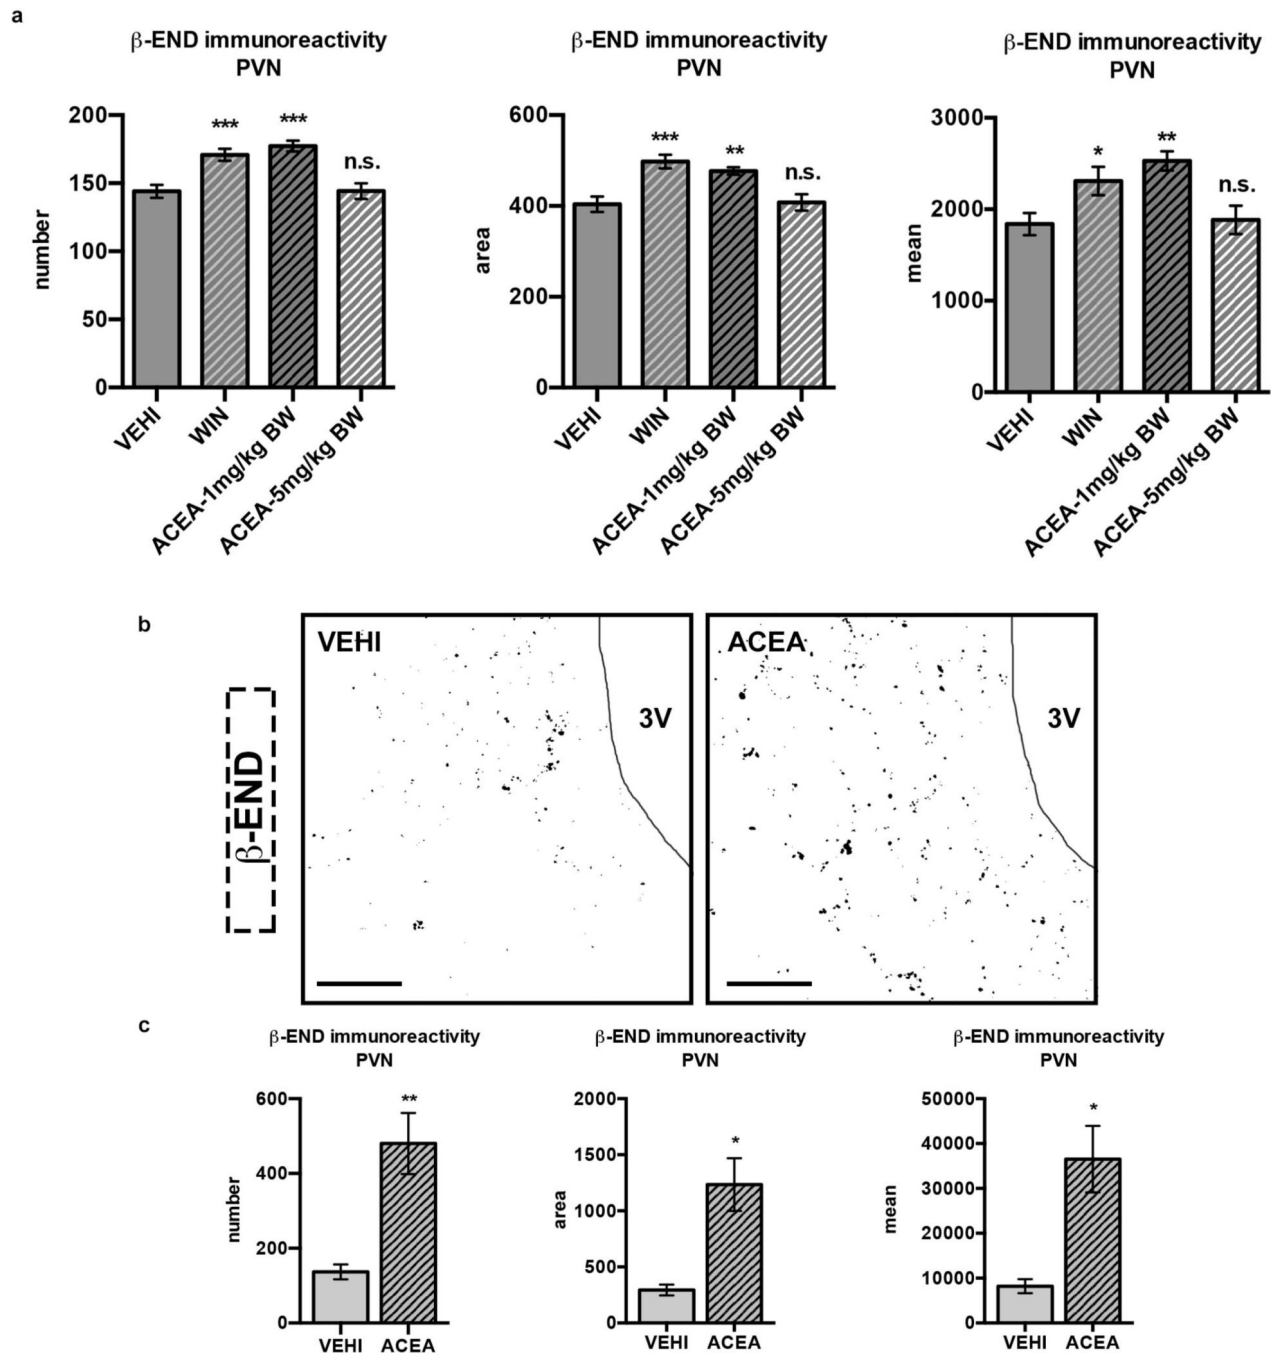 a
β-END immunoreactivity
PVN
number
200
150
100
50
0
***
***
n.s.
VEHI
WIN
ACEA-1mg/kg BW
ACEA-5mg/kg BW
β-END immunoreactivity
PVN
area
600
400
200
0
***
**
n.s.
VEHI
WIN
ACEA-1mg/kg BW
ACEA-5mg/kg BW
β-END immunoreactivity
PVN
mean
3000
2000
1000
0
*
**
n.s.
VEHI
WIN
ACEA-1mg/kg BW
ACEA-5mg/kg BW
b
β-END
VEHI
3V
ACEA
3V
c
β-END immunoreactivity
PVN
number
600
400
200
0
**
VEHI
ACEA
β-END immunoreactivity
PVN
area
2000
1500
1000
500
0
*
VEHI
ACEA
β-END immunoreactivity
PVN
mean
50000
40000
30000
20000
10000
0
*
VEHI
ACEA